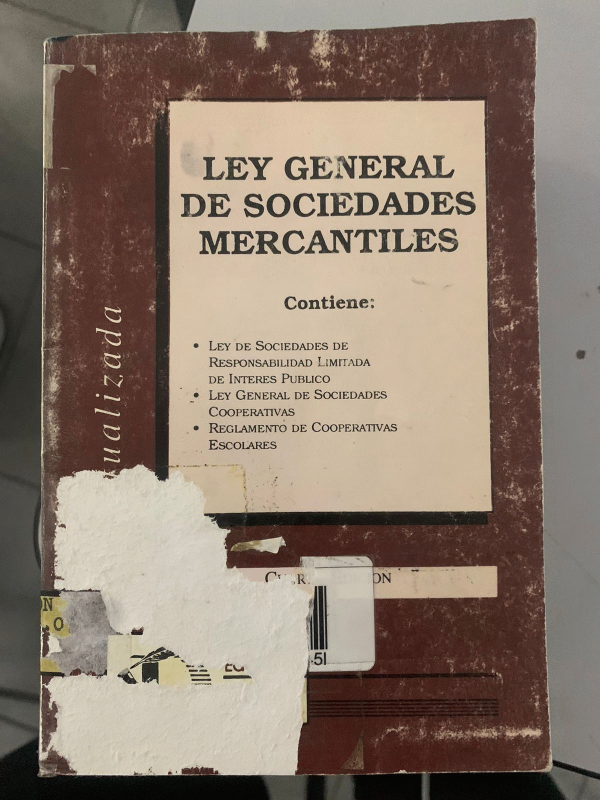 LEY GENERAL
DE SOCIEDADES
MERCANTILES
Contiene:
• LEY DE SOCIEDADES DE
RESPONSABILIDAD LIMITADA
DE INTERES PUBLICO
• LEY GENERAL DE SOCIEDADES
COOPERATIVAS
• REGLAMENTO DE COOPERATIVAS
ESCOLARES
ualizada